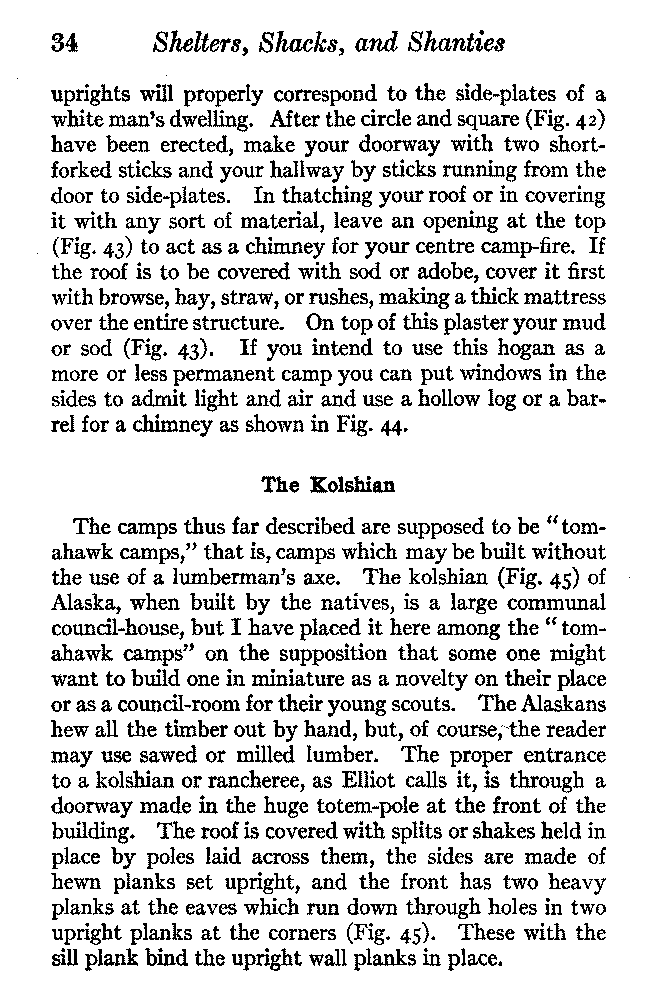 34 Shelters, Shacks, and Shanties
uprights will properly correspond to the side-plates of a
white man's dwelling. After the circle and square (Fig. 42)
have been erected, make your doorway with two short-
forked sticks and your hallway by sticks running from the
door to side-plates. In thatching your roof or in covering
it with any sort of material, leave an opening at the top
(Fig. 43) to act as a chimney for your centre camp-fire. If
the roof is to be covered with sod or adobe, cover it first
with browse, hay, straw, or rushes, making a thick mattress
over the entire structure. On top of this plaster your mud
or sod (Fig. 43). If you intend to use this hogan as a
more or less permanent camp you can put windows in the
sides to admit light and air and use a hollow log or a bar-
rel for a chimney as shown in Fig. 44.
The Kolshian
The camps thus far described are supposed to be "tom-
ahawk camps," that is, camps which may be built without
the use of a lumberman's axe. The kolshian (Fig. 45) of
Alaska, when built by the natives, is a large communal
council-house, but I have placed it here among the "tom-
ahawk camps" on the supposition that some one might
want to build one in miniature as a novelty on their place
or as a council-room for their young scouts. The Alaskans
hew all the timber out by hand, but, of course, the reader
may use sawed or milled lumber. The proper entrance
to a kolshian or rancheree, as Elliot calls it, is through a
doorway made in the huge totem-pole at the front of the
building. The roof is covered with splits or shakes held in
place by poles laid across them, the sides are made of
hewn planks set upright, and the front has two heavy
planks at the eaves which run down through holes in two
upright planks at the corners (Fig. 45). These with the
sill plank bind the upright wall planks in place.